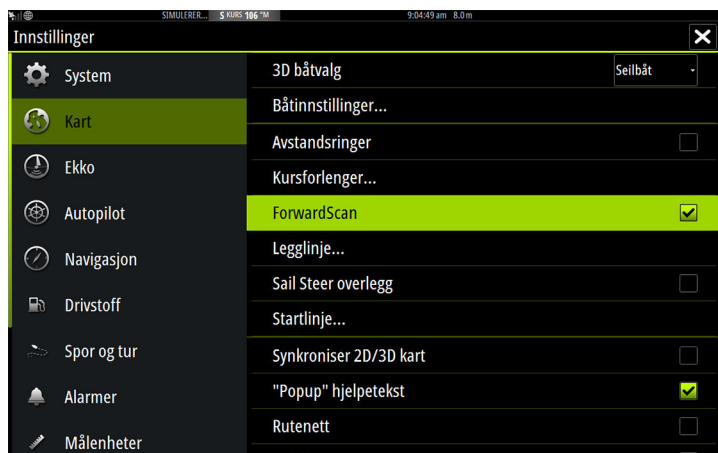 SIMULERER... S KURS 106 °M 9:04:49 am 8.0 m
Innstillinger
System
Kart
Ekko
Autopilot
Navigasjon
Drivstoff
Spor og tur
Alarmer
Målenheter
3D båtvalg Seilbåt
Båtinnstillinger...
Avstandsringer
Kursforlenger...
ForwardScan
Legglinje...
Sail Steer overlegg
Startlinje...
Synkroniser 2D/3D kart
"Popup" hjelpetekst
Rutenett